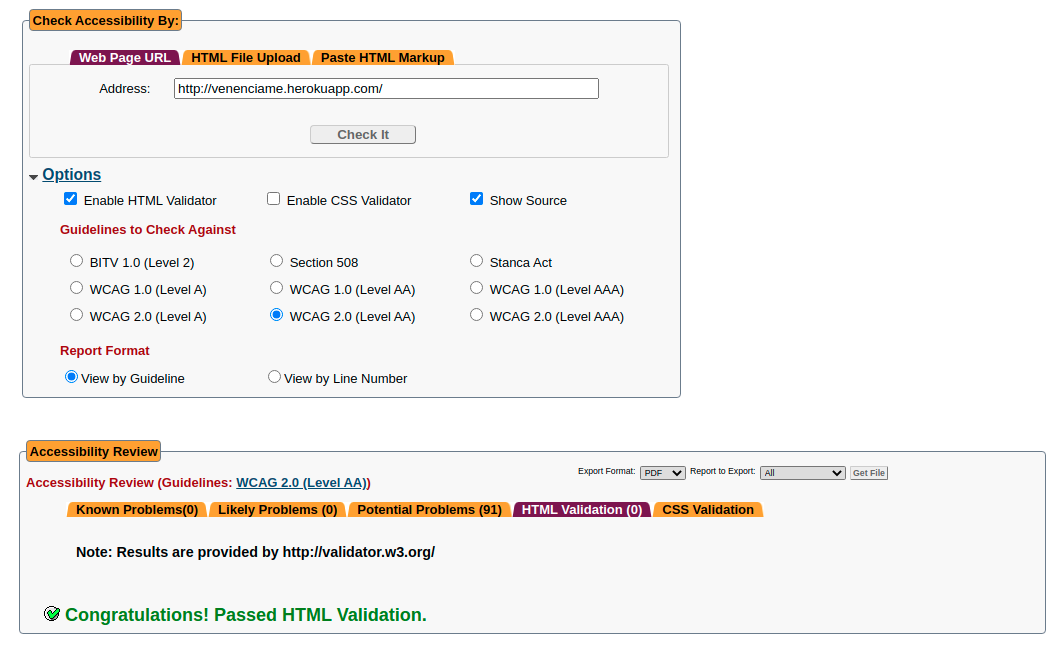 Check Accessibility By:
Web Page URL HTML File Upload Paste HTML Markup
Address: http://venenciame.herokuapp.com/
Check It
Options
Enable HTML Validator Enable CSS Validator Show Source
Guidelines to Check Against
BITV 1.0 (Level 2) Section 508 Stanca Act
WCAG 1.0 (Level A) WCAG 1.0 (Level AA) WCAG 1.0 (Level AAA)
WCAG 2.0 (Level A) WCAG 2.0 (Level AA) WCAG 2.0 (Level AAA)
Report Format
View by Guideline View by Line Number
Accessibility Review
Export Format: PDF Report to Export: All Get File
Accessibility Review (Guidelines: WCAG 2.0 (Level AA))
Known Problems(0) Likely Problems (0) Potential Problems (91) HTML Validation (0) CSS Validation
Note: Results are provided by http://validator.w3.org/
Congratulations! Passed HTML Validation.